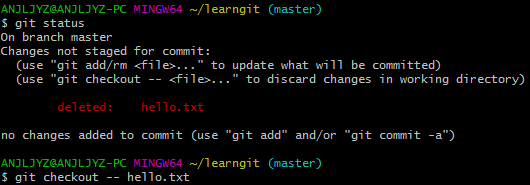 ANJLJYZ@ANJLJYZ-PC MINGW64 ~/learngit (master)
$ git status
On branch master
Changes not staged for commit:
  (use "git add/rm <file>..." to update what will be committed)
  (use "git checkout -- <file>..." to discard changes in working directory)

        deleted:    hello.txt

no changes added to commit (use "git add" and/or "git commit -a")

ANJLJYZ@ANJLJYZ-PC MINGW64 ~/learngit (master)
$ git checkout -- hello.txt